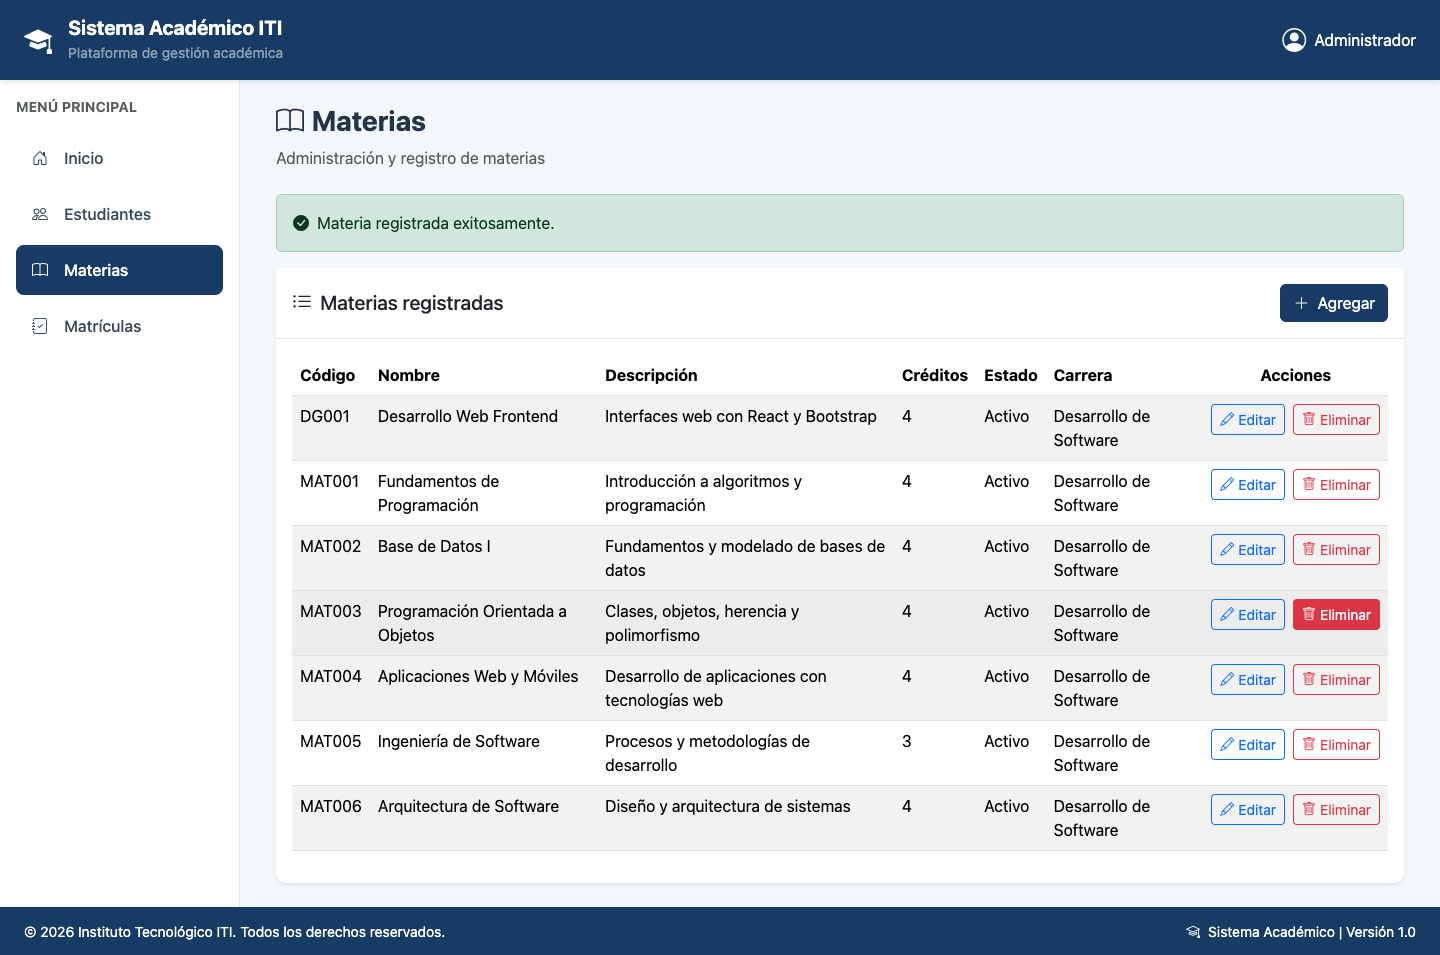 Sistema Académico ITI
Plataforma de gestión académica
Administrador
MENÚ PRINCIPAL
Inicio
Estudiantes
Materias
Matrículas
Materias
Administración y registro de materias
Materia registrada exitosamente.
Materias registradas
Agregar
Código Nombre Descripción Créditos Estado Carrera Acciones
DG001 Desarrollo Web Frontend Interfaces web con React y Bootstrap 4 Activo Desarrollo de Editar Eliminar
Software
MAT001 Fundamentos de Introducción a algoritmos y 4 Activo Desarrollo de Editar Eliminar
Programación programación Software
MAT002 Base de Datos I Fundamentos y modelado de bases de 4 Activo Desarrollo de Editar Eliminar
datos Software
MAT003 Programación Orientada a Clases, objetos, herencia y 4 Activo Desarrollo de Editar Eliminar
Objetos polimorfismo Software
MAT004 Aplicaciones Web y Móviles Desarrollo de aplicaciones con 4 Activo Desarrollo de Editar Eliminar
tecnologías web Software
MAT005 Ingeniería de Software Procesos y metodologías de 3 Activo Desarrollo de Editar Eliminar
desarrollo Software
MAT006 Arquitectura de Software Diseño y arquitectura de sistemas 4 Activo Desarrollo de Editar Eliminar
Software
© 2026 Instituto Tecnológico ITI. Todos los derechos reservados.
Sistema Académico | Versión 1.0